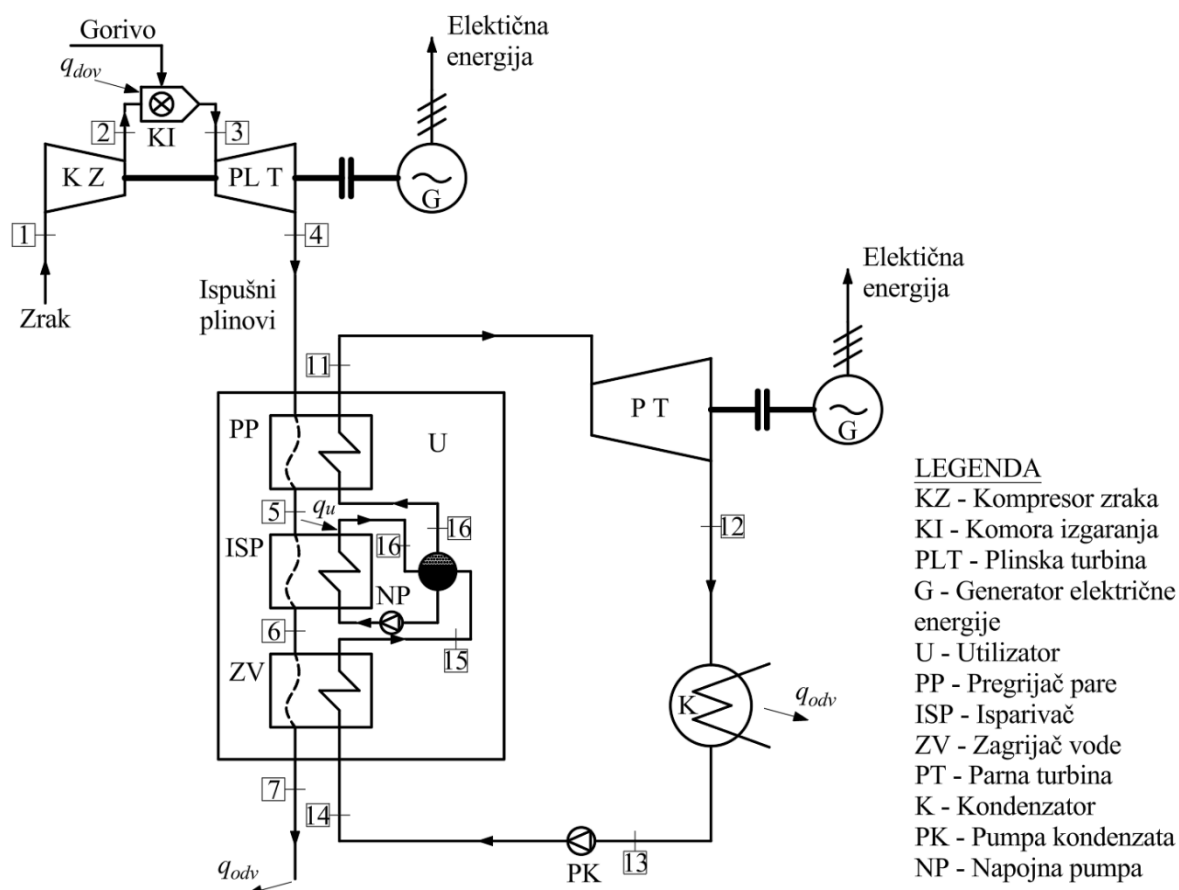 Gorivo
q_dov
2
KI
3
K Z
PL T
G
Elektična
energija
1
4
Zrak
Ispušni
plinovi
11
Elektična
energija
P T
G
PP
U
5
q_u
16
16
ISP
NP
12
6
15
ZV
K
q_odv
7
14
PK
13
q_odv
LEGENDA
KZ - Kompresor zraka
KI - Komora izgaranja
PLT - Plinska turbina
G - Generator električne
energije
U - Utilizator
PP - Pregrijač pare
ISP - Isparivač
ZV - Zagrijač vode
PT - Parna turbina
K - Kondenzator
PK - Pumpa kondenzata
NP - Napojna pumpa